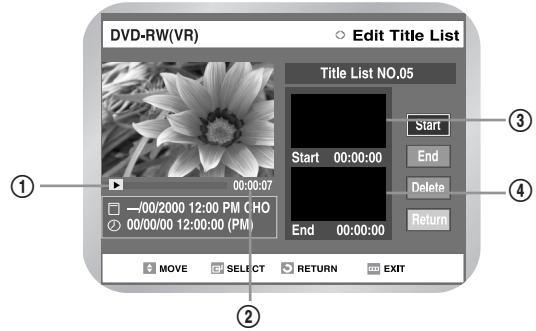 DVD-RW(VR)
Edit Title List
Title List NO.05
Start 00:00:00
End 00:00:00
Start
End
Delete
Return
00:00:07
—/00/2000 12:00 PM CHO
00/00/00 12:00:00 (PM)
MOVE SELECT RETURN EXIT
①
②
③
④